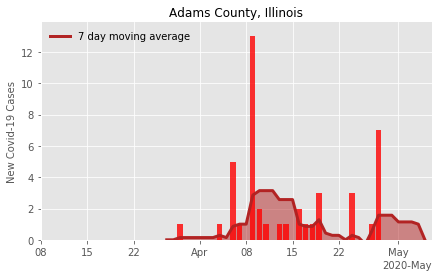 Adams County, Illinois
7 day moving average
New Covid-19 Cases
12
10
8
6
4
2
0
08 15 22 Apr 08 15 22 May
2020-May